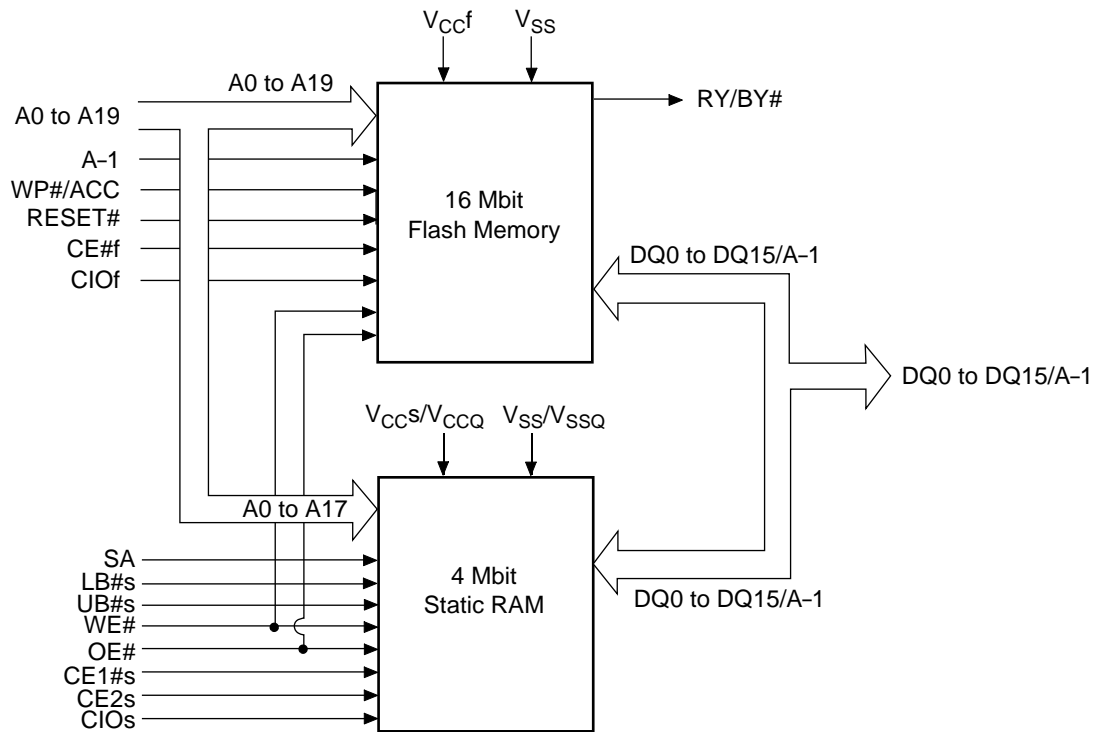 VCCf
VSS
A0 to A19
RY/BY#
A0 to A19
A–1
WP#/ACC
RESET#
CE#f
CIOf
16 Mbit
Flash Memory
DQ0 to DQ15/A–1
DQ0 to DQ15/A–1
VCCs/VCCQ
VSS/VSSQ
A0 to A17
SA
LB#s
UB#s
WE#
OE#
CE1#s
CE2s
CIOs
4 Mbit
Static RAM
DQ0 to DQ15/A–1